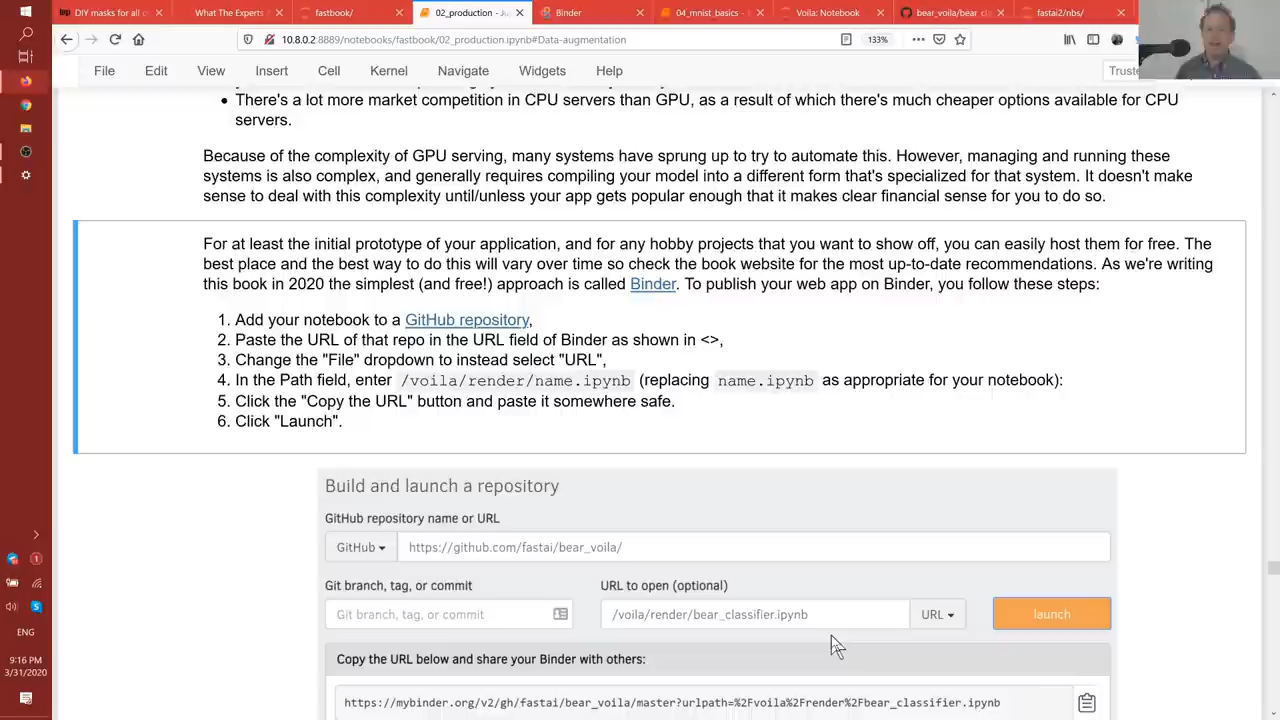 DIY masks for all c
What The Experts A
fastbook/
02_production - Ju
Binder
04_mnist_basics -
Voila: Notebook
bear_voila/bear cl
fastai2/nbs/
10.8.0.2:8889/notebooks/fastbook/02_production.ipynb#Data-augmentation
133%
File Edit View Insert Cell Kernel Navigate Widgets Help
Truste
• There's a lot more market competition in CPU servers than GPU, as a result of which there's much cheaper options available for CPU
servers.
Because of the complexity of GPU serving, many systems have sprung up to try to automate this. However, managing and running these
systems is also complex, and generally requires compiling your model into a different form that's specialized for that system. It doesn't make
sense to deal with this complexity until/unless your app gets popular enough that it makes clear financial sense for you to do so.
For at least the initial prototype of your application, and for any hobby projects that you want to show off, you can easily host them for free. The
best place and the best way to do this will vary over time so check the book website for the most up-to-date recommendations. As we're writing
this book in 2020 the simplest (and free!) approach is called Binder. To publish your web app on Binder, you follow these steps:
1. Add your notebook to a GitHub repository,
2. Paste the URL of that repo in the URL field of Binder as shown in <>,
3. Change the "File" dropdown to instead select "URL",
4. In the Path field, enter /voila/render/name.ipynb (replacing name.ipynb as appropriate for your notebook):
5. Click the "Copy the URL" button and paste it somewhere safe.
6. Click "Launch".
Build and launch a repository
GitHub repository name or URL
GitHub https://github.com/fastai/bear_voila/
Git branch, tag, or commit
URL to open (optional)
Git branch, tag, or commit
/voila/render/bear_classifier.ipynb
URL
launch
Copy the URL below and share your Binder with others:
https://mybinder.org/v2/gh/fastai/bear_voila/master?urlpath=%2Fvoila%2Frender%2Fbear_classifier.ipynb
ENG
9:16 PM
3/31/2020